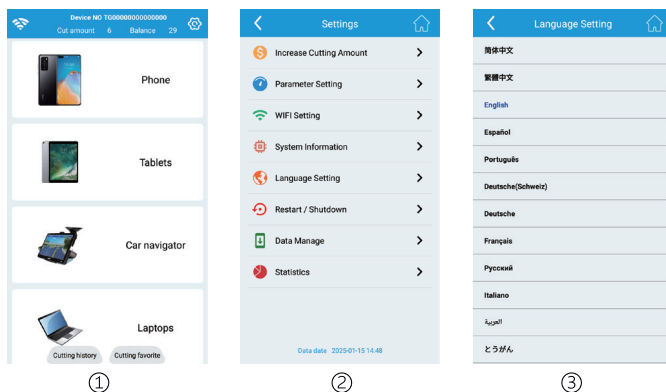 Device NO TG00000000000000
Cut amount 6 Balance 29
Phone
Tablets
Car navigator
Laptops
Cutting history Cutting favorite
①
Settings
Increase Cutting Amount
Parameter Setting
WIFI Setting
System Information
Language Setting
Restart / Shutdown
Data Manage
Statistics
Data date 2025-01-15 14:48
②
Language Setting
简体中文
繁體中文
English
Español
Português
Deutsche(Schweiz)
Deutsche
Français
Русский
Italiano
العربية
とうがん
③